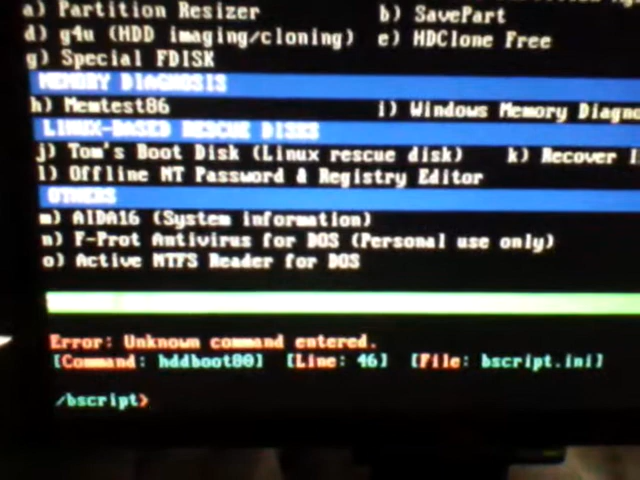 a) Partition Resizer b) SavePart
d) g4u (HDD imaging/cloning) e) HDClone Free
g) Special FDISK
MEMORY DIAGNOSIS
h) Memtest86 i) Windows Memory Diagno
LINUX-BASED RESCUE DISKS
j) Tom's Boot Disk (Linux rescue disk) k) Recover I
l) Offline NT Password & Registry Editor
OTHERS
m) AIDA16 (System information)
n) F-Prot Antivirus for DOS (Personal use only)
o) Active NTFS Reader for DOS
Error: Unknown command entered.
[Command: hddboot80] [Line: 46] [File: bscript.ini]
/bscript>